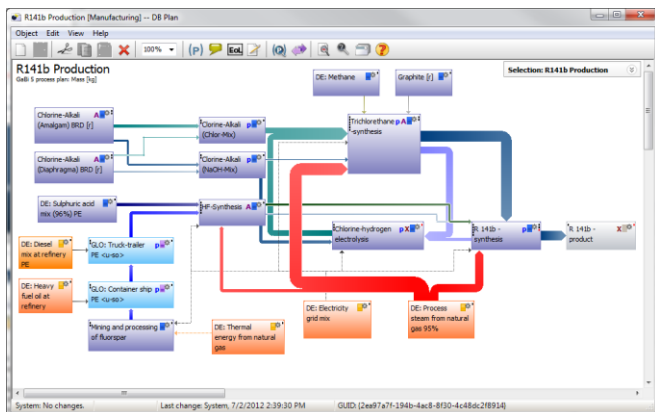 R141b Production [Manufacturing] -- DB Plan
Object Edit View Help
100% (P) EoL
R141b Production
GaBi 5 process plan: Mass [kg]
Selection: R141b Production
DE: Methane
Graphite [r]
Chlorine-Alkali A
(Amalgam) BRD [r]
Clorine-Alkali p
(Chlor-Mix)
Trichlorethane p A
-synthesis
Chlorine-Alkali A
(Diaphragma) BRD [r]
Clorine-Alkali p
(NaOH-Mix)
DE: Sulphuric acid
mix (96%) PE
HF-Synthesis A
Chlorine-hydrogen p X
electrolysis
R 141b - p
synthesis
R 141b - X
product
DE: Diesel
mix at refinery
PE
GLO: Truck-trailer p
PE <u-so>
DE: Heavy
fuel oil at
refinery
GLO: Container ship p
PE <u-so>
Mining and processing
of fluorspar
DE: Thermal
energy from natural
gas
DE: Electricity
grid mix
DE: Process
steam from natural
gas 95%
System: No changes.
Last change: System, 7/2/2012 2:39:30 PM
GUID: {2ea97a7f-194b-4ac8-8f30-4c48dc2f8914}